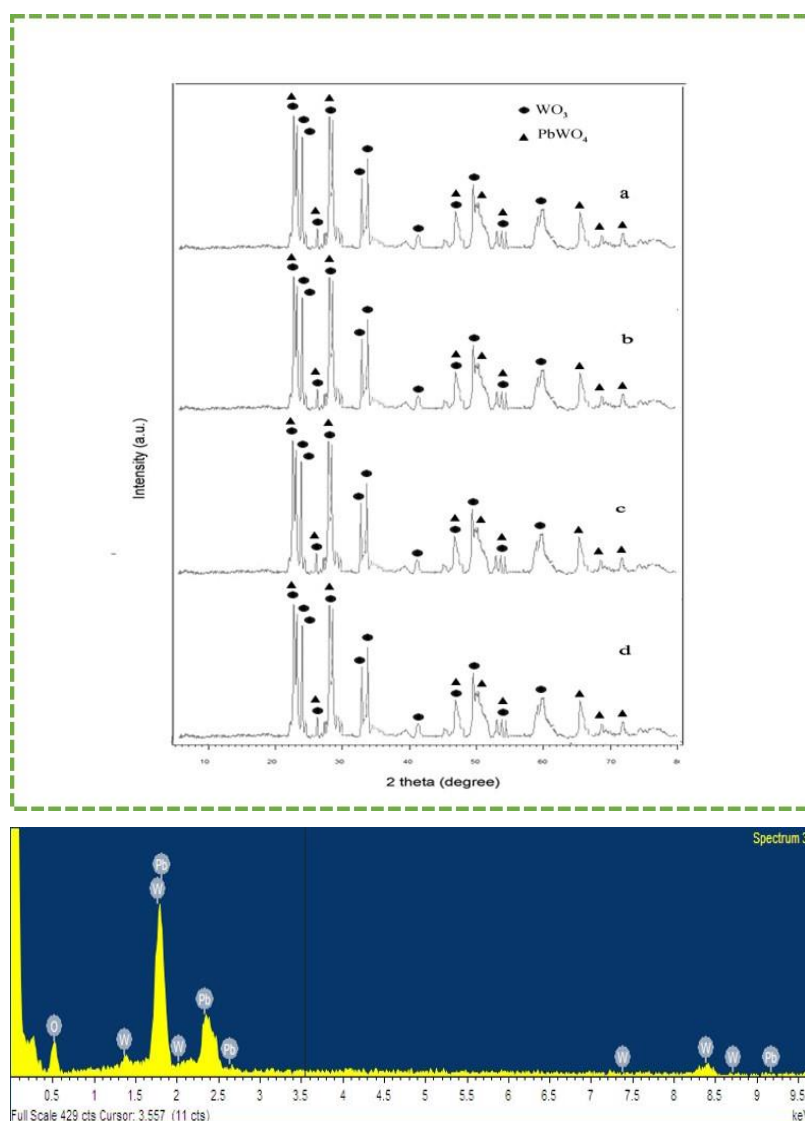 WO₃
PbWO₄
a
b
c
d
Intensity (a.u.)
10 20 30 40 50 60 70 8
2 theta (degree)
Spectrum 3
Pb
W
O
W
W
Pb
Pb
W
W
W
Pb
0.5 1 1.5 2 2.5 3 3.5 4 4.5 5 5.5 6 6.5 7 7.5 8 8.5 9 9.5
Full Scale 429 cts Cursor: 3.557 (11 cts) keV